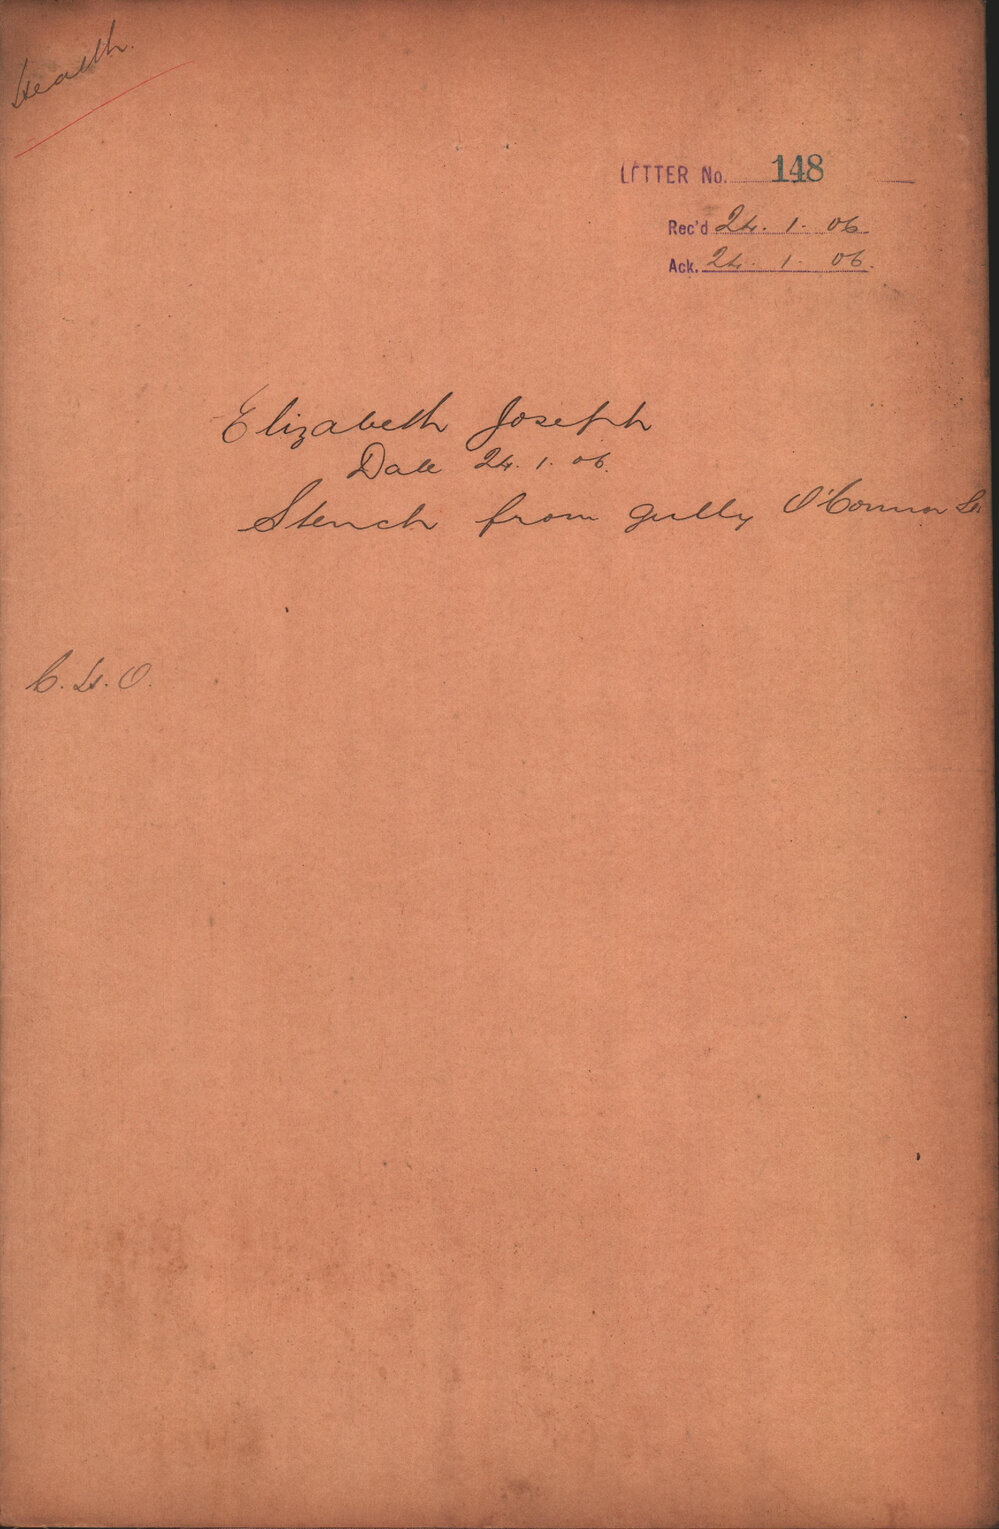 Health.
LETTER No. 148
Rec'd 24. 1. 06
Ack. 24. 1. 06.
Elizabeth Joseph
Date 24. 1. 06.
Stench from gully O'Connor St
C. H. O.